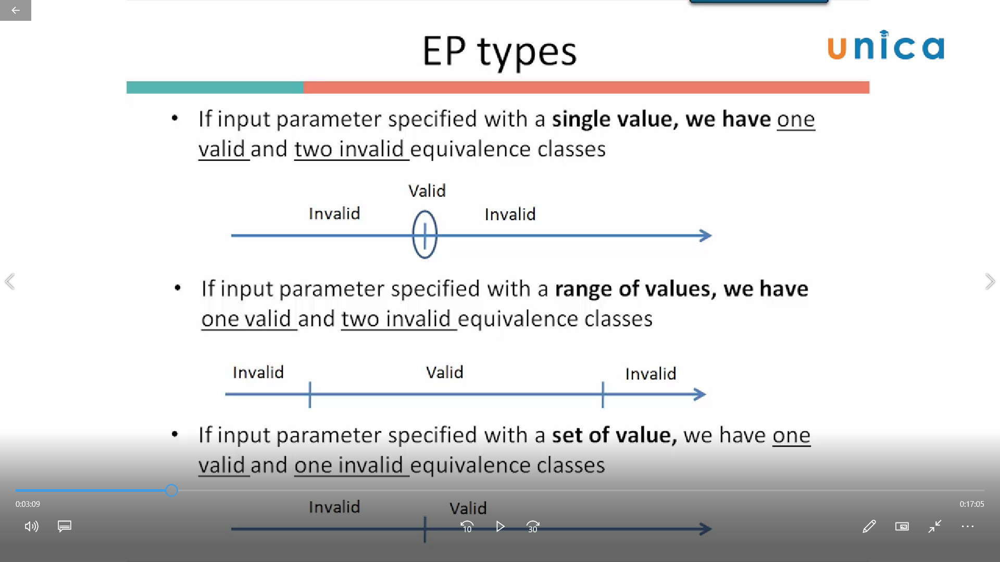 EP types
unica
• If input parameter specified with a single value, we have one
valid and two invalid equivalence classes
Valid
Invalid
Invalid
• If input parameter specified with a range of values, we have
one valid and two invalid equivalence classes
Invalid
Valid
Invalid
• If input parameter specified with a set of value, we have one
valid and one invalid equivalence classes
0:03:09
0:17:05
Invalid
Valid
10
30